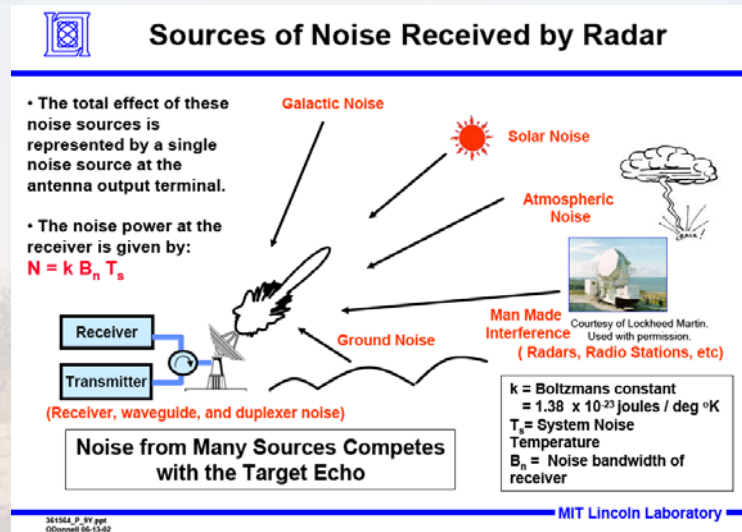 Sources of Noise Received by Radar
• The total effect of these
noise sources is
represented by a single
noise source at the
antenna output terminal.
• The noise power at the
receiver is given by:
N = k Bn Ts
Galactic Noise
Solar Noise
Atmospheric
Noise
Man Made
Interference
Courtesy of Lockheed Martin.
Used with permission.
( Radars, Radio Stations, etc)
Ground Noise
Receiver
Transmitter
(Receiver, waveguide, and duplexer noise)
Noise from Many Sources Competes
with the Target Echo
k = Boltzmans constant
= 1.38 x 10-23 joules / deg oK
Ts= System Noise
Temperature
Bn = Noise bandwidth of
receiver
361564_P_9Y.ppt
ODonnell 06-13-02
MIT Lincoln Laboratory